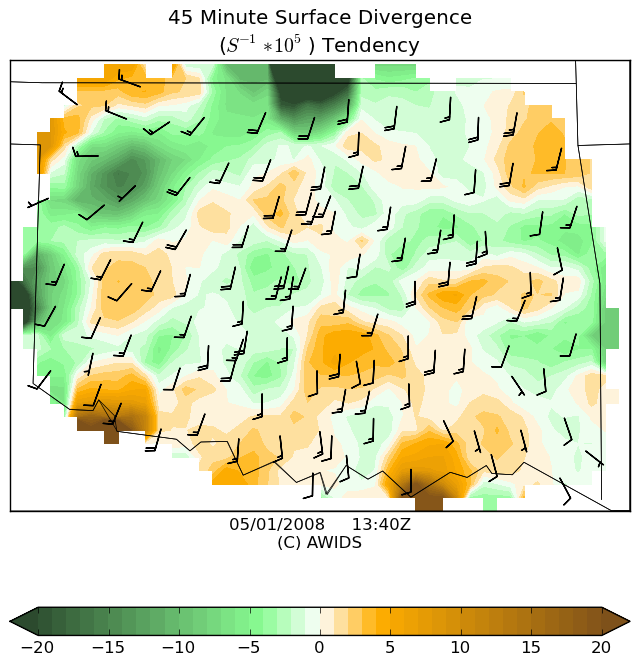 45 Minute Surface Divergence
(S⁻¹ ∗10⁵ ) Tendency
05/01/2008 13:40Z
(C) AWIDS
−20 −15 −10 −5 0 5 10 15 20